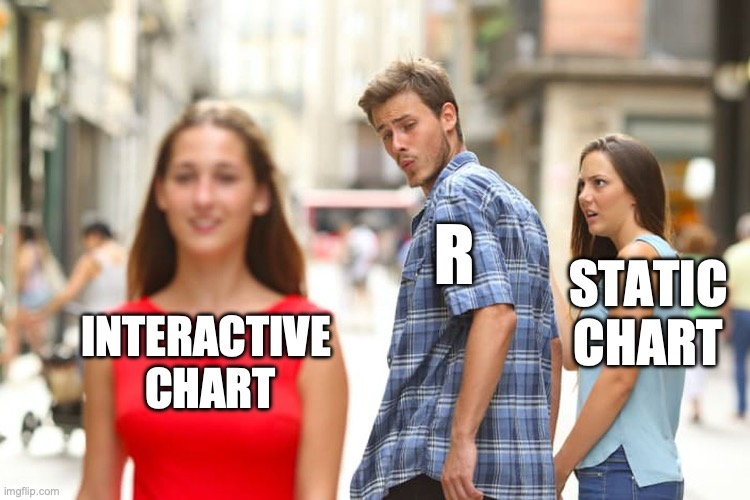 INTERACTIVE
CHART
R
STATIC
CHART
imgflip.com